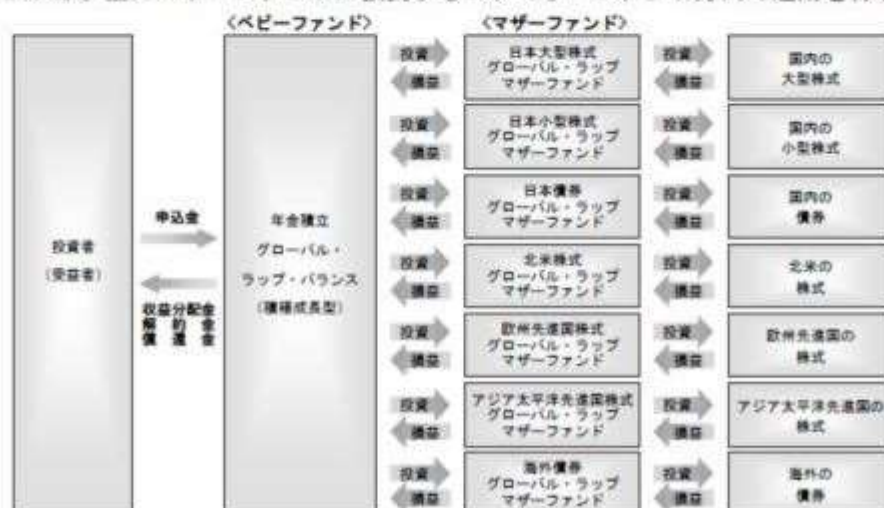 〈ベビーファンド〉
〈マザーファンド〉
投資者
(受益者)
申込金
収益分配金
解約金
償還金
年金積立
グローバル・
ラップ・バランス
(積極成長型)
投資
損益
日本大型株式
グローバル・ラップ
マザーファンド
投資
損益
国内の
大型株式
投資
損益
日本小型株式
グローバル・ラップ
マザーファンド
投資
損益
国内の
小型株式
投資
損益
日本債券
グローバル・ラップ
マザーファンド
投資
損益
国内の
債券
投資
損益
北米株式
グローバル・ラップ
マザーファンド
投資
損益
北米の
株式
投資
損益
欧州先進国株式
グローバル・ラップ
マザーファンド
投資
損益
欧州先進国の
株式
投資
損益
アジア太平洋先進国株式
グローバル・ラップ
マザーファンド
投資
損益
アジア太平洋先進国の
株式
投資
損益
海外債券
グローバル・ラップ
マザーファンド
投資
損益
海外の
債券